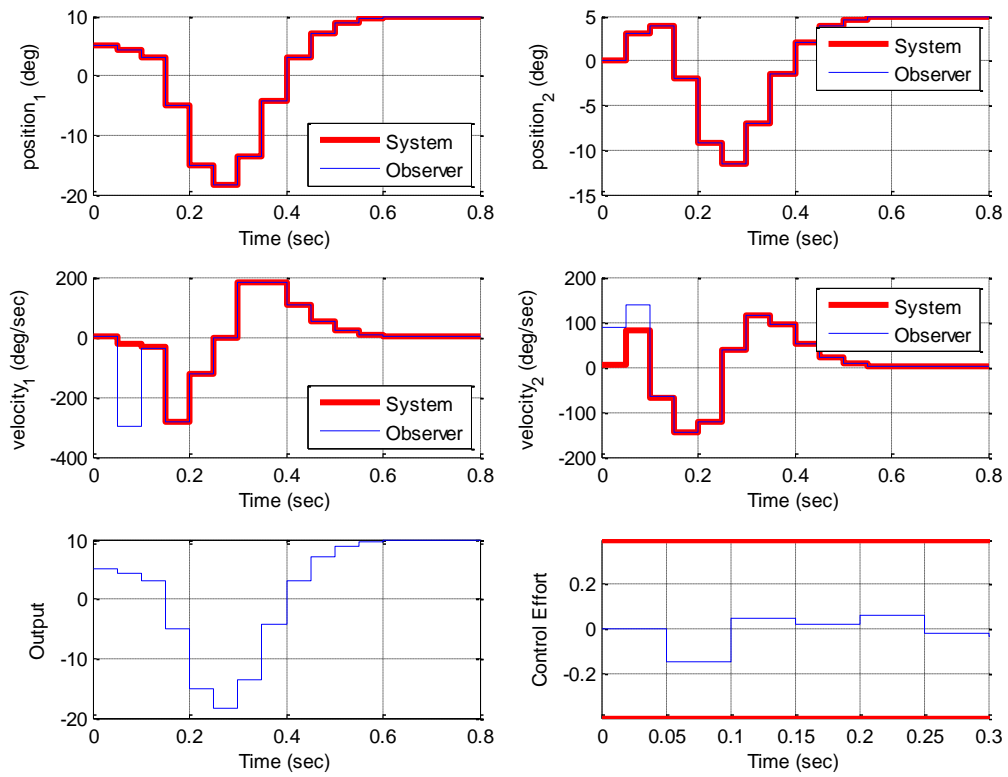 10
0
-10
-20
position1 (deg)
System
Observer
0
0.2
0.4
0.6
0.8
Time (sec)
5
0
-5
-10
-15
position2 (deg)
System
Observer
0
0.2
0.4
0.6
0.8
Time (sec)
200
0
-200
-400
velocity1 (deg/sec)
System
Observer
0
0.2
0.4
0.6
0.8
Time (sec)
200
100
0
-100
-200
velocity2 (deg/sec)
System
Observer
0
0.2
0.4
0.6
0.8
Time (sec)
10
0
-10
-20
Output
0
0.2
0.4
0.6
0.8
Time (sec)
0.2
0
-0.2
Control Effort
0
0.05
0.1
0.15
0.2
0.25
0.3
Time (sec)